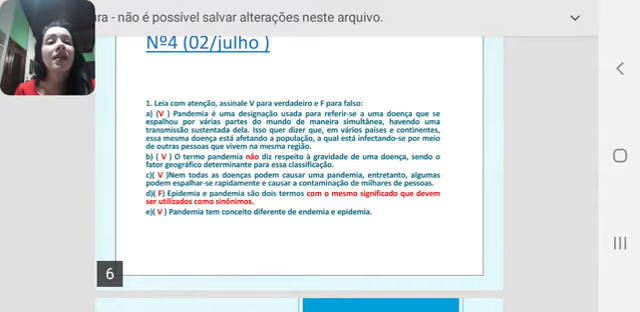 ura - não é possível salvar alterações neste arquivo.
Nº4 (02/julho )
1. Leia com atenção, assinale V para verdadeiro e F para falso:
a) (V ) Pandemia é uma designação usada para referir-se a uma doença que se
espalhou por várias partes do mundo de maneira simultânea, havendo uma
transmissão sustentada dela. Isso quer dizer que, em vários países e continentes,
essa mesma doença está afetando a população, a qual está infectando-se por meio
de outras pessoas que vivem na mesma região.
b) ( V ) O termo pandemia não diz respeito à gravidade de uma doença, sendo o
fator geográfico determinante para essa classificação.
c)( V )Nem todas as doenças podem causar uma pandemia, entretanto, algumas
podem espalhar-se rapidamente e causar a contaminação de milhares de pessoas.
d)( F) Epidemia e pandemia são dois termos com o mesmo significado que devem
ser utilizados como sinônimos.
e)( V ) Pandemia tem conceito diferente de endemia e epidemia.
6